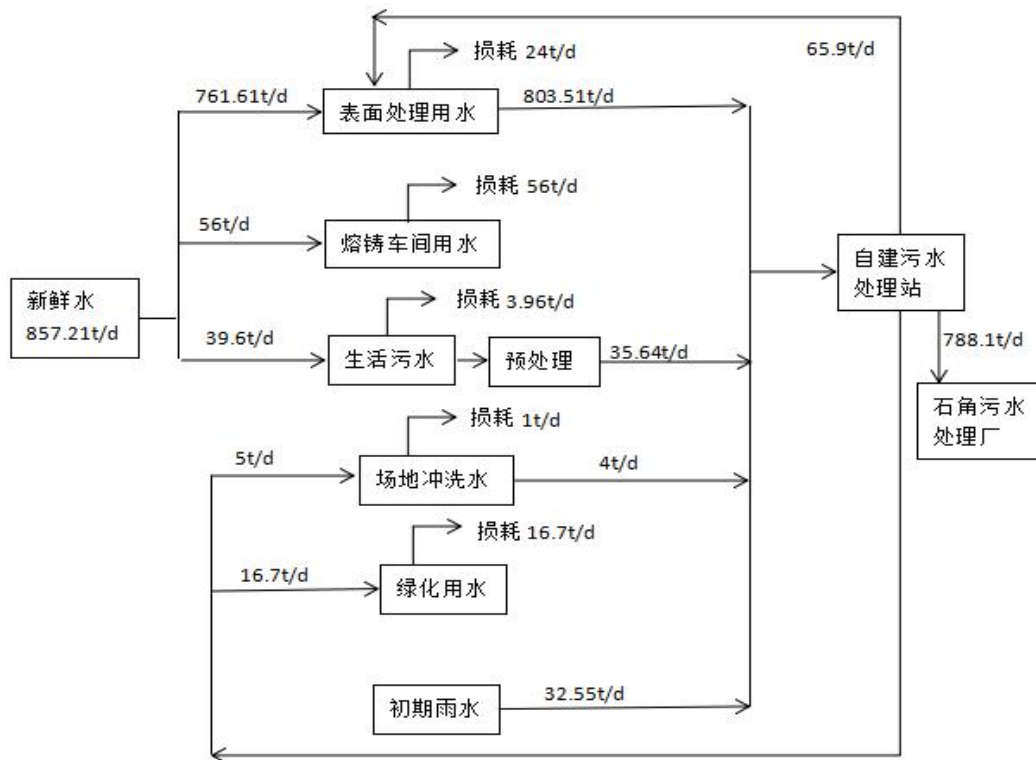 65.9t/d
损耗 24t/d
761.61t/d
表面处理用水
803.51t/d
损耗 56t/d
56t/d
熔铸车间用水
自建污水
处理站
新鲜水
857.21t/d
损耗 3.96t/d
39.6t/d
生活污水
预处理
35.64t/d
788.1t/d
石角污水
处理厂
损耗 1t/d
5t/d
场地冲洗水
4t/d
损耗 16.7t/d
16.7t/d
绿化用水
初期雨水
32.55t/d